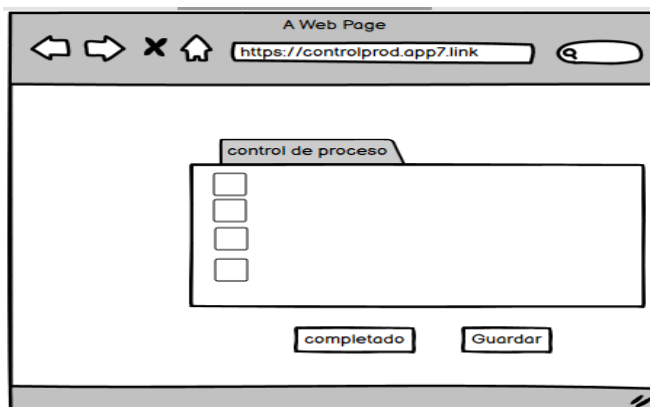 A Web Page
https://controlprod.app7.link
control de proceso
completado
Guardar